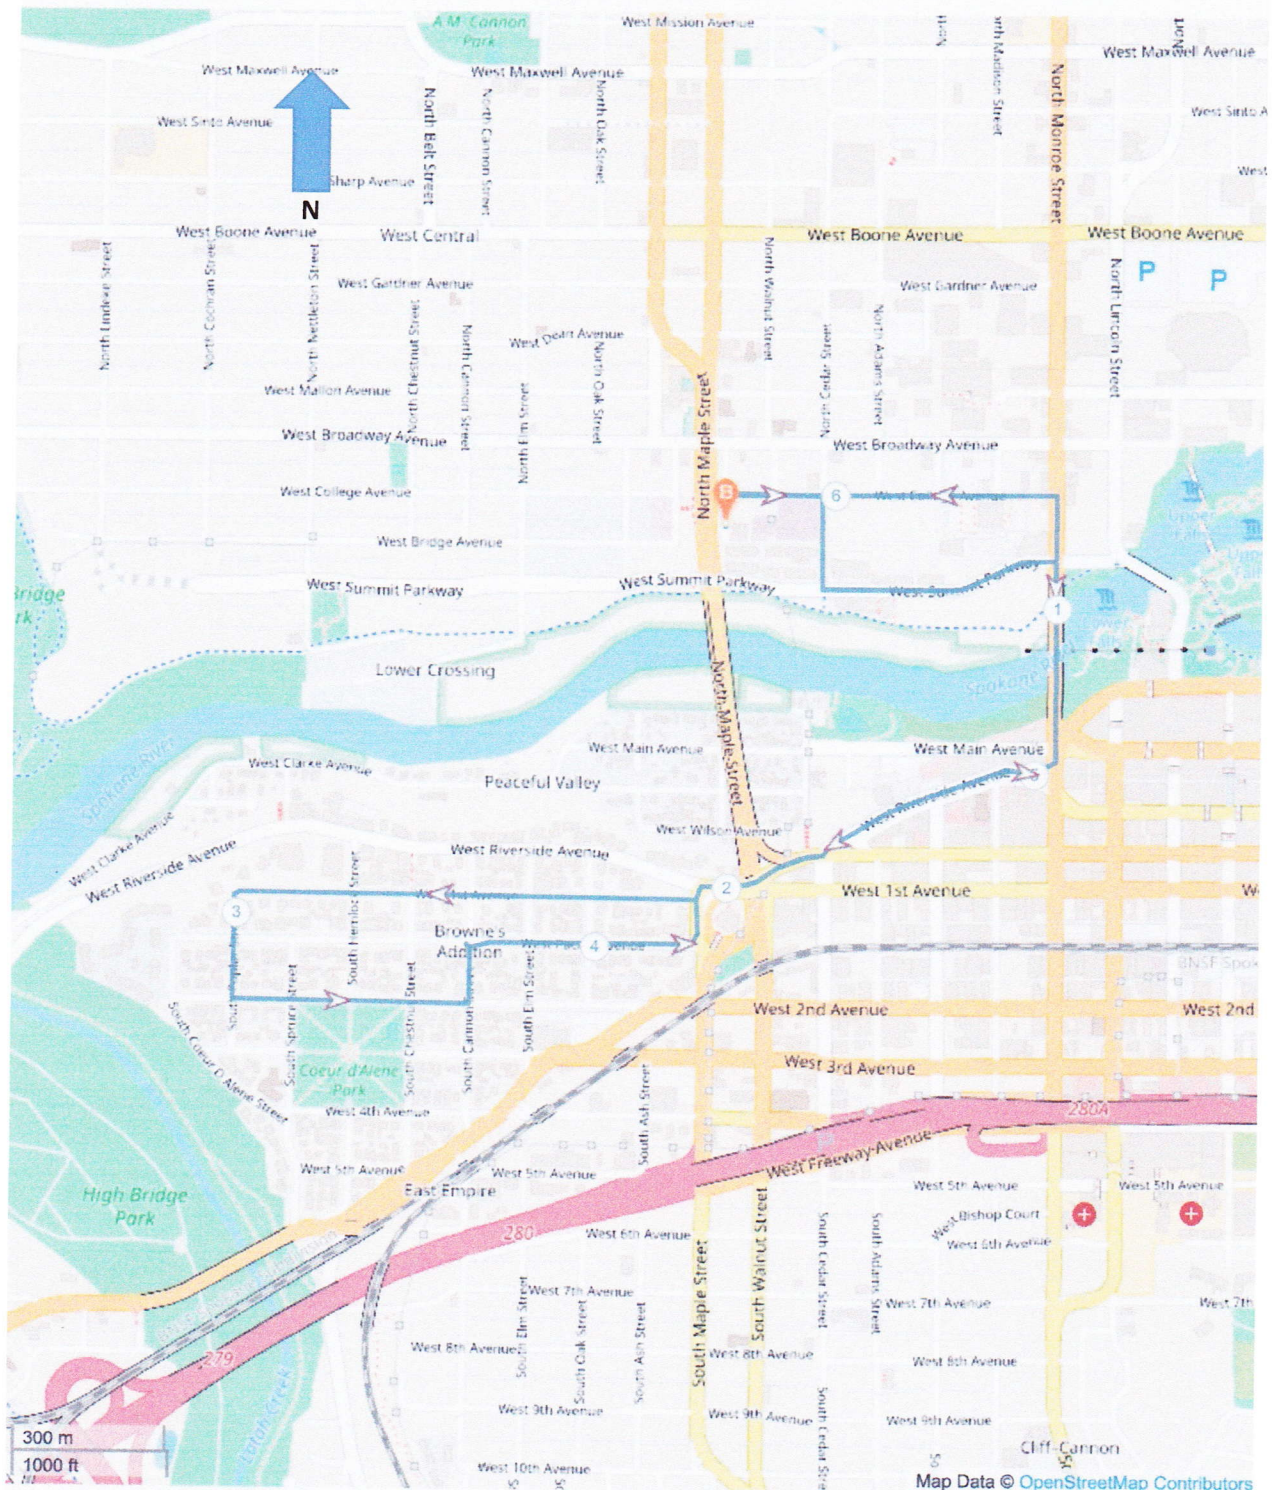 A.M. Cannon
Park
West Mission Avenue
West Maxwell Avenue
West Maxwell Avenue
West Maxwell Avenue
North Belt Street
North Cannon Street
North Oak Street
North Monroe Street
West Sinto Avenue
Sharp Avenue
N
West Boone Avenue
West Central
West Boone Avenue
West Boone Avenue
P
P
North Lindeke Street
North Cochran Street
North Nettleton Street
West Gardner Avenue
West Gardner Avenue
North Walnut Street
North Lincoln Street
North Chestnut Street
North Cannon Street
West Dean Avenue
North Oak Street
North Elm Street
North Maple Street
North Cedar Street
North Adams Street
West Mallon Avenue
West Broadway Avenue
West Broadway Avenue
West College Avenue
B
6
West Bridge Avenue
West Summit Parkway
West Summit Parkway
West Summit Parkway
1
Lower Crossing
Spokane River
North Maple Street
West Main Avenue
West Main Avenue
West Clarke Avenue
Peaceful Valley
West Riverside Avenue
West Wilson Avenue
West Clarke Avenue
West Riverside Avenue
West Riverside Avenue
2
West 1st Avenue
3
South Hemlock Street
Browne's
Addition
4
South Spruce Street
South Chestnut Street
South Elm Street
BNSF Spok
West 2nd Avenue
West 2nd
South Coeur D Alene Street
Coeur d'Alene
Park
West 3rd Avenue
West 4th Avenue
South Ash Street
280A
West 5th Avenue
West 5th Avenue
West Freeway Avenue
East Empire
West 5th Avenue
West 5th Avenue
High Bridge
Park
280
West 6th Avenue
West Bishop Court
West 6th Avenue
South Maple Street
South Walnut Street
South Cedar Street
South Adams Street
West 7th Avenue
West 7th Avenue
West 7th
South Elm Street
South Oak Street
South Ash Street
279
West 8th Avenue
West 8th Avenue
West 8th Avenue
Latah Creek
West 9th Avenue
West 9th Avenue
West 9th Avenue
300 m
1000 ft
West 10th Avenue
Cliff-Cannon
Map Data © OpenStreetMap Contributors